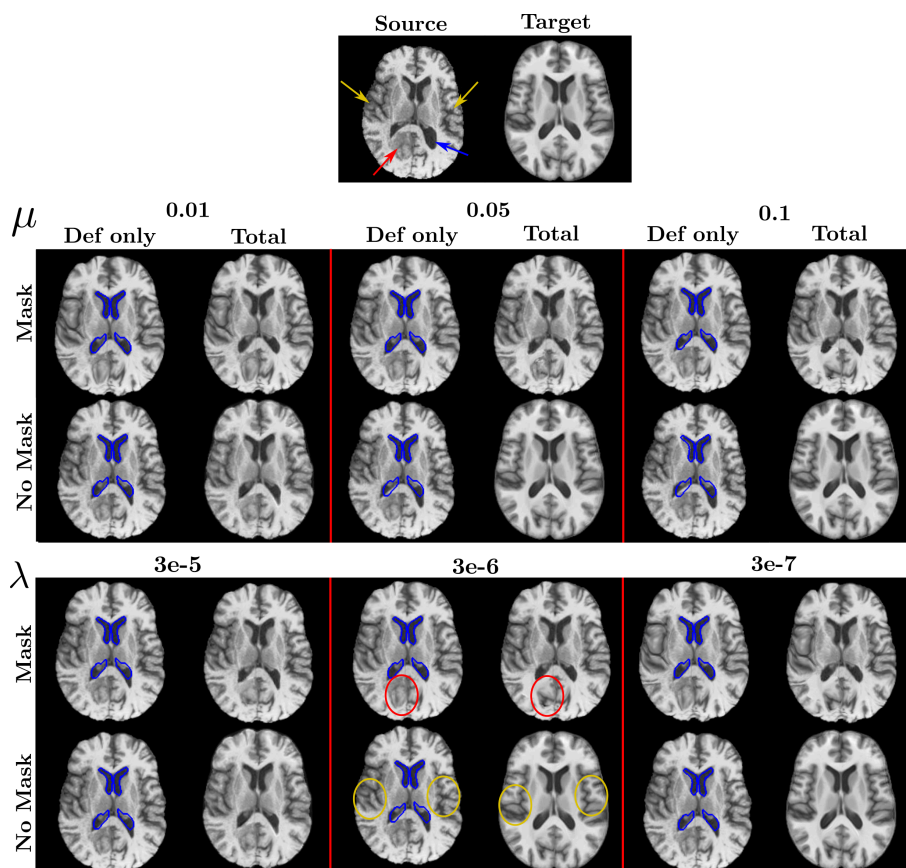 Source Target
μ 0.01 0.05 0.1
Def only Total Def only Total Def only Total
Mask
No Mask
λ 3e-5 3e-6 3e-7
Mask
No Mask